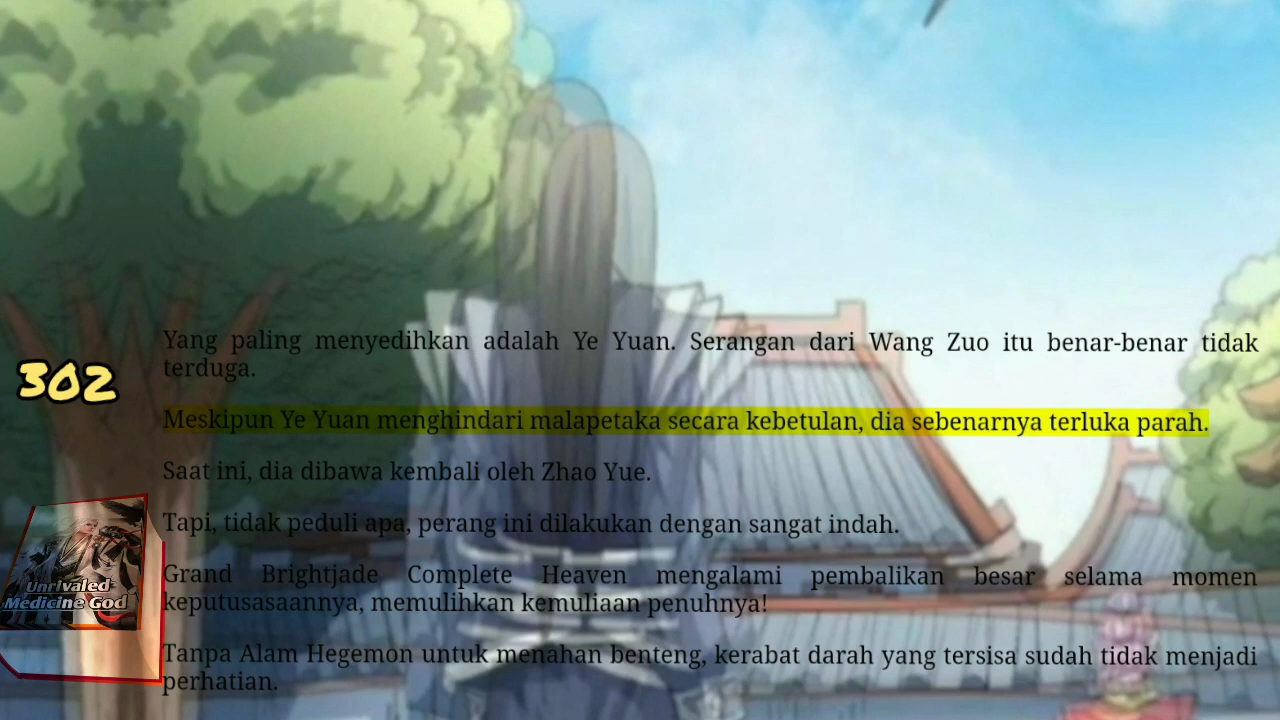 Yang paling menyedihkan adalah Ye Yuan. Serangan dari Wang Zuo itu benar-benar tidak
terduga.
302
Meskipun Ye Yuan menghindari malapetaka secara kebetulan, dia sebenarnya terluka parah.
Saat ini, dia dibawa kembali oleh Zhao Yue.
Tapi, tidak peduli apa, perang ini dilakukan dengan sangat indah.
Grand Brightjade Complete Heaven mengalami pembalikan besar selama momen
keputusasaannya, memulihkan kemuliaan penuhnya!
Unrivaled
Medicine God
Tanpa Alam Hegemon untuk menahan benteng, kerabat darah yang tersisa sudah tidak menjadi
perhatian.